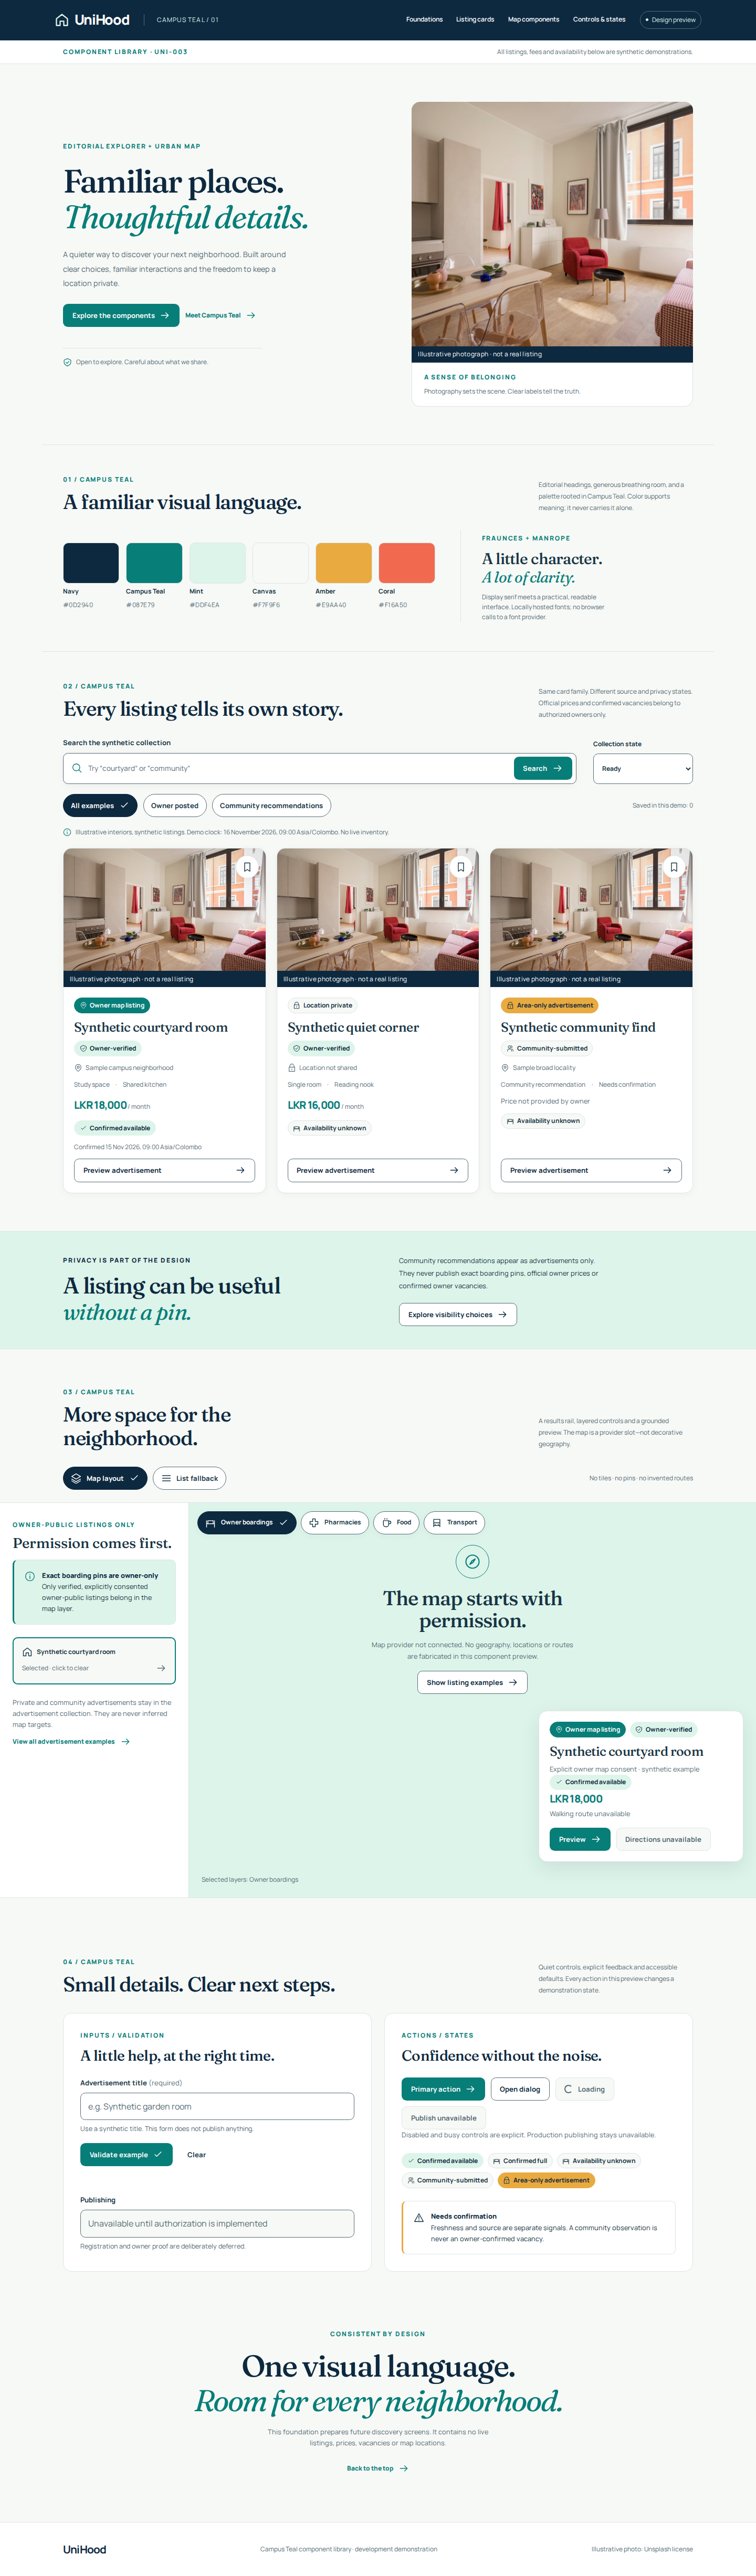 UniHood
CAMPUS TEAL / 01
Foundations
Listing cards
Map components
Controls & states
Design preview
COMPONENT LIBRARY · UNI-003
All listings, fees and availability below are synthetic demonstrations.
EDITORIAL EXPLORER + URBAN MAP
Familiar places.
Thoughtful details.
A quieter way to discover your next neighborhood. Built around
clear choices, familiar interactions and the freedom to keep a
location private.
Explore the components
Meet Campus Teal
Open to explore. Careful about what we share.
Illustrative photograph · not a real listing
A SENSE OF BELONGING
Photography sets the scene. Clear labels tell the truth.
01 / CAMPUS TEAL
A familiar visual language.
Editorial headings, generous breathing room, and a
palette rooted in Campus Teal. Color supports
meaning; it never carries it alone.
Navy
#0D2940
Campus Teal
#087E79
Mint
#DDF4EA
Canvas
#F7F9F6
Amber
#E9AA40
Coral
#F16A50
FRAUNCES + MANROPE
A little character.
A lot of clarity.
Display serif meets a practical, readable
interface. Locally hosted fonts; no browser
calls to a font provider.
02 / CAMPUS TEAL
Every listing tells its own story.
Same card family. Different source and privacy states.
Official prices and confirmed vacancies belong to
authorized owners only.
Search the synthetic collection
Try "courtyard" or "community"
Search
Collection state
Ready
All examples
Owner posted
Community recommendations
Saved in this demo: 0
Illustrative interiors, synthetic listings. Demo clock: 16 November 2026, 09:00 Asia/Colombo. No live inventory.
Illustrative photograph · not a real listing
Owner map listing
Synthetic courtyard room
Owner-verified
Sample campus neighborhood
Study space · Shared kitchen
LKR 18,000 / month
Confirmed available
Confirmed 15 Nov 2026, 09:00 Asia/Colombo
Preview advertisement
Illustrative photograph · not a real listing
Location private
Synthetic quiet corner
Owner-verified
Location not shared
Single room · Reading nook
LKR 16,000 / month
Availability unknown
Preview advertisement
Illustrative photograph · not a real listing
Area-only advertisement
Synthetic community find
Community-submitted
Sample broad locality
Community recommendation · Needs confirmation
Price not provided by owner
Availability unknown
Preview advertisement
PRIVACY IS PART OF THE DESIGN
A listing can be useful
without a pin.
Community recommendations appear as advertisements only.
They never publish exact boarding pins, official owner prices or
confirmed owner vacancies.
Explore visibility choices
03 / CAMPUS TEAL
More space for the
neighborhood.
A results rail, layered controls and a grounded
preview. The map is a provider slot—not decorative
geography.
Map layout
List fallback
No tiles · no pins · no invented routes
OWNER-PUBLIC LISTINGS ONLY
Permission comes first.
Exact boarding pins are owner-only
Only verified, explicitly consented
owner-public listings belong in the
map layer.
Synthetic courtyard room
Selected · click to clear
Private and community advertisements stay in the
advertisement collection. They are never inferred
map targets.
View all advertisement examples
Owner boardings
Pharmacies
Food
Transport
The map starts with
permission.
Map provider not connected. No geography, locations or routes
are fabricated in this component preview.
Show listing examples
Owner map listing
Owner-verified
Synthetic courtyard room
Explicit owner map consent · synthetic example
Confirmed available
LKR 18,000
Walking route unavailable
Preview
Directions unavailable
Selected layers: Owner boardings
04 / CAMPUS TEAL
Small details. Clear next steps.
Quiet controls, explicit feedback and accessible
defaults. Every action in this preview changes a
demonstration state.
INPUTS / VALIDATION
A little help, at the right time.
Advertisement title (required)
e.g. Synthetic garden room
Use a synthetic title. This form does not publish anything.
Validate example
Clear
Publishing
Unavailable until authorization is implemented
Registration and owner proof are deliberately deferred.
ACTIONS / STATES
Confidence without the noise.
Primary action
Open dialog
Loading
Publish unavailable
Disabled and busy controls are explicit. Production publishing stays unavailable.
Confirmed available
Confirmed full
Availability unknown
Community-submitted
Area-only advertisement
Needs confirmation
Freshness and source are separate signals. A community observation is
never an owner-confirmed vacancy.
CONSISTENT BY DESIGN
One visual language.
Room for every neighborhood.
This foundation prepares future discovery screens. It contains no live
listings, prices, vacancies or map locations.
Back to the top
UniHood
Campus Teal component library · development demonstration
Illustrative photo: Unsplash license